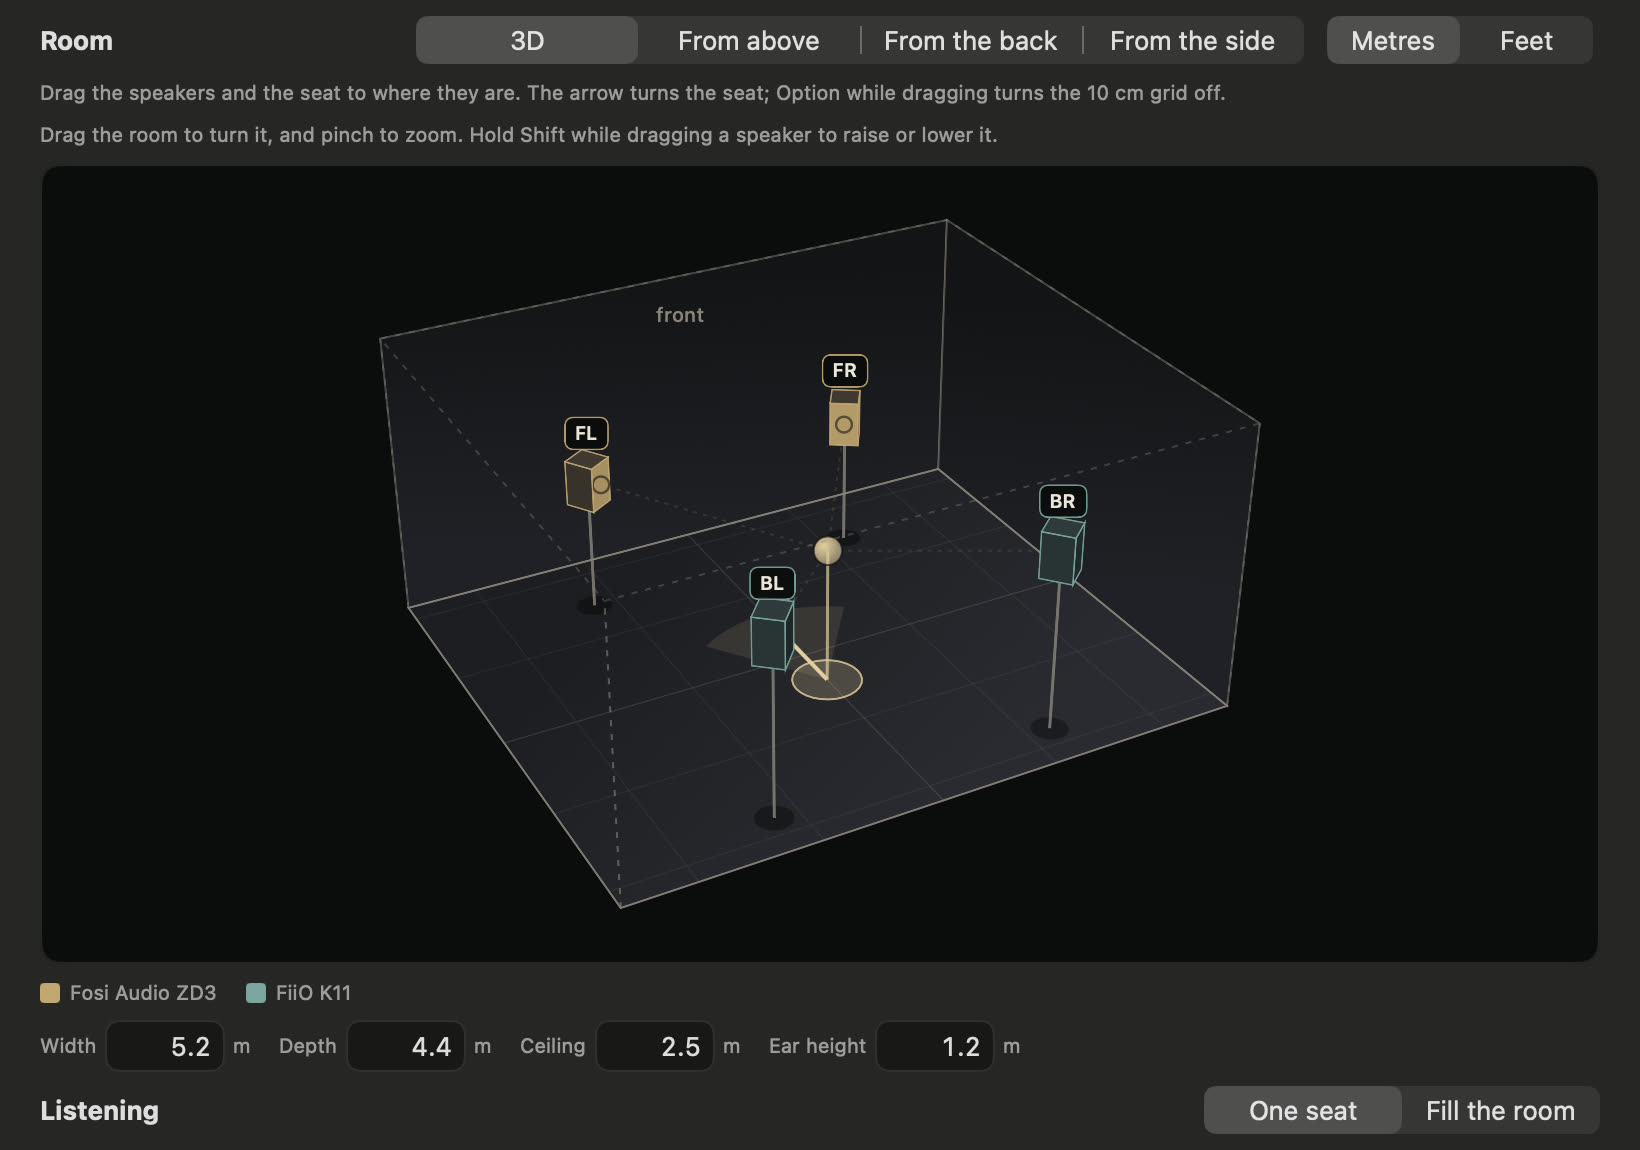 Room
3D
From above
From the back
From the side
Metres
Feet
Drag the speakers and the seat to where they are. The arrow turns the seat; Option while dragging turns the 10 cm grid off.
Drag the room to turn it, and pinch to zoom. Hold Shift while dragging a speaker to raise or lower it.
front
FR
FL
BR
BL
Fosi Audio ZD3
FiiO K11
Width 5.2 m Depth 4.4 m Ceiling 2.5 m Ear height 1.2 m
Listening
One seat
Fill the room